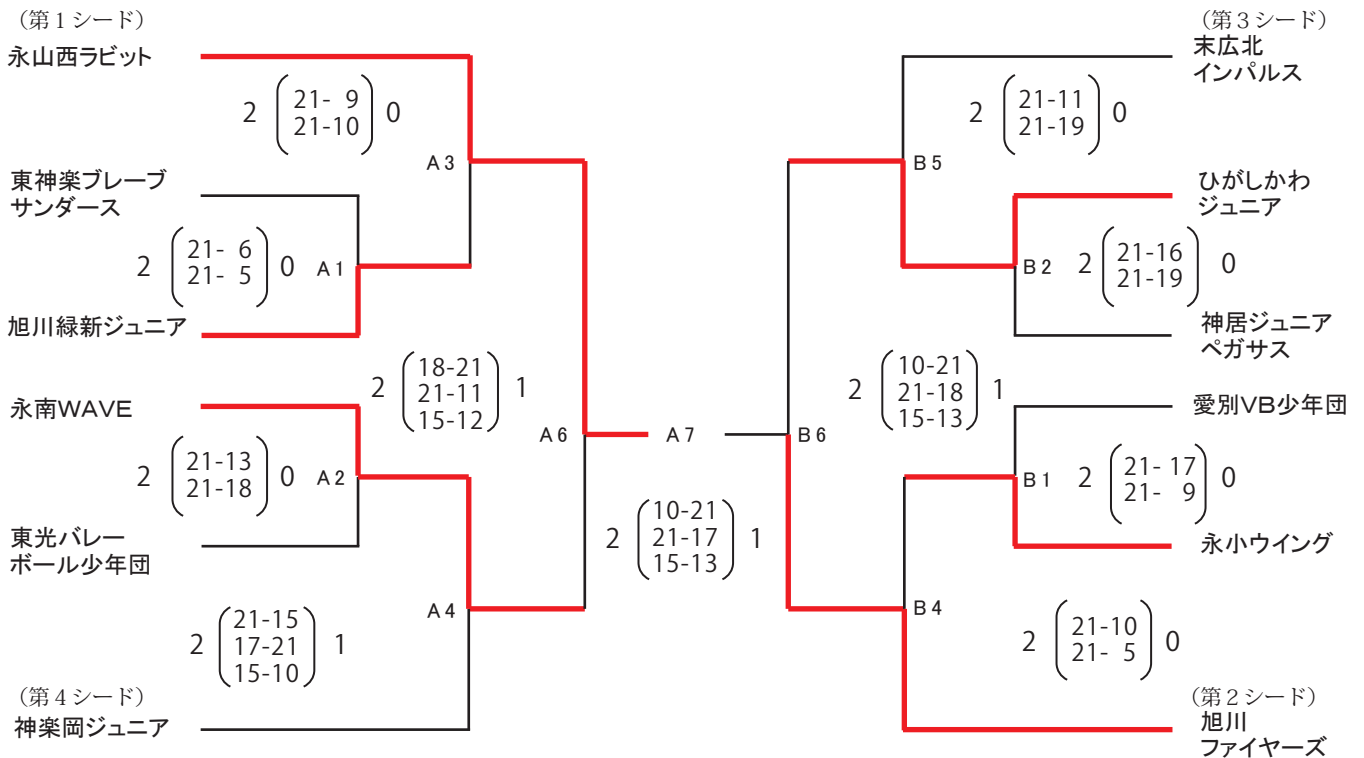 （第１シード）
永山西ラビット
2 21- 9 0
21-10
A3
東神楽ブレーブ
サンダース
2 21- 6 0
21- 5
A1
旭川緑新ジュニア
永南WAVE
2 18-21 1
21-11
15-12
A6
2 21-13 0
21-18
A2
東光バレー
ボール少年団
A4
2 21-15 1
17-21
15-10
（第４シード）
神楽岡ジュニア
A7
2 10-21 1
21-17
15-13
（第３シード）
末広北
インパルス
2 21-11 0
21-19
B5
ひがしかわ
ジュニア
B2
2 21-16 0
21-19
神居ジュニア
ペガサス
2 10-21 1
21-18
15-13
B6
愛別VB少年団
B1
2 21- 17 0
21- 9
永小ウイング
B4
2 21-10 0
21- 5
（第２シード）
旭川
ファイヤーズ